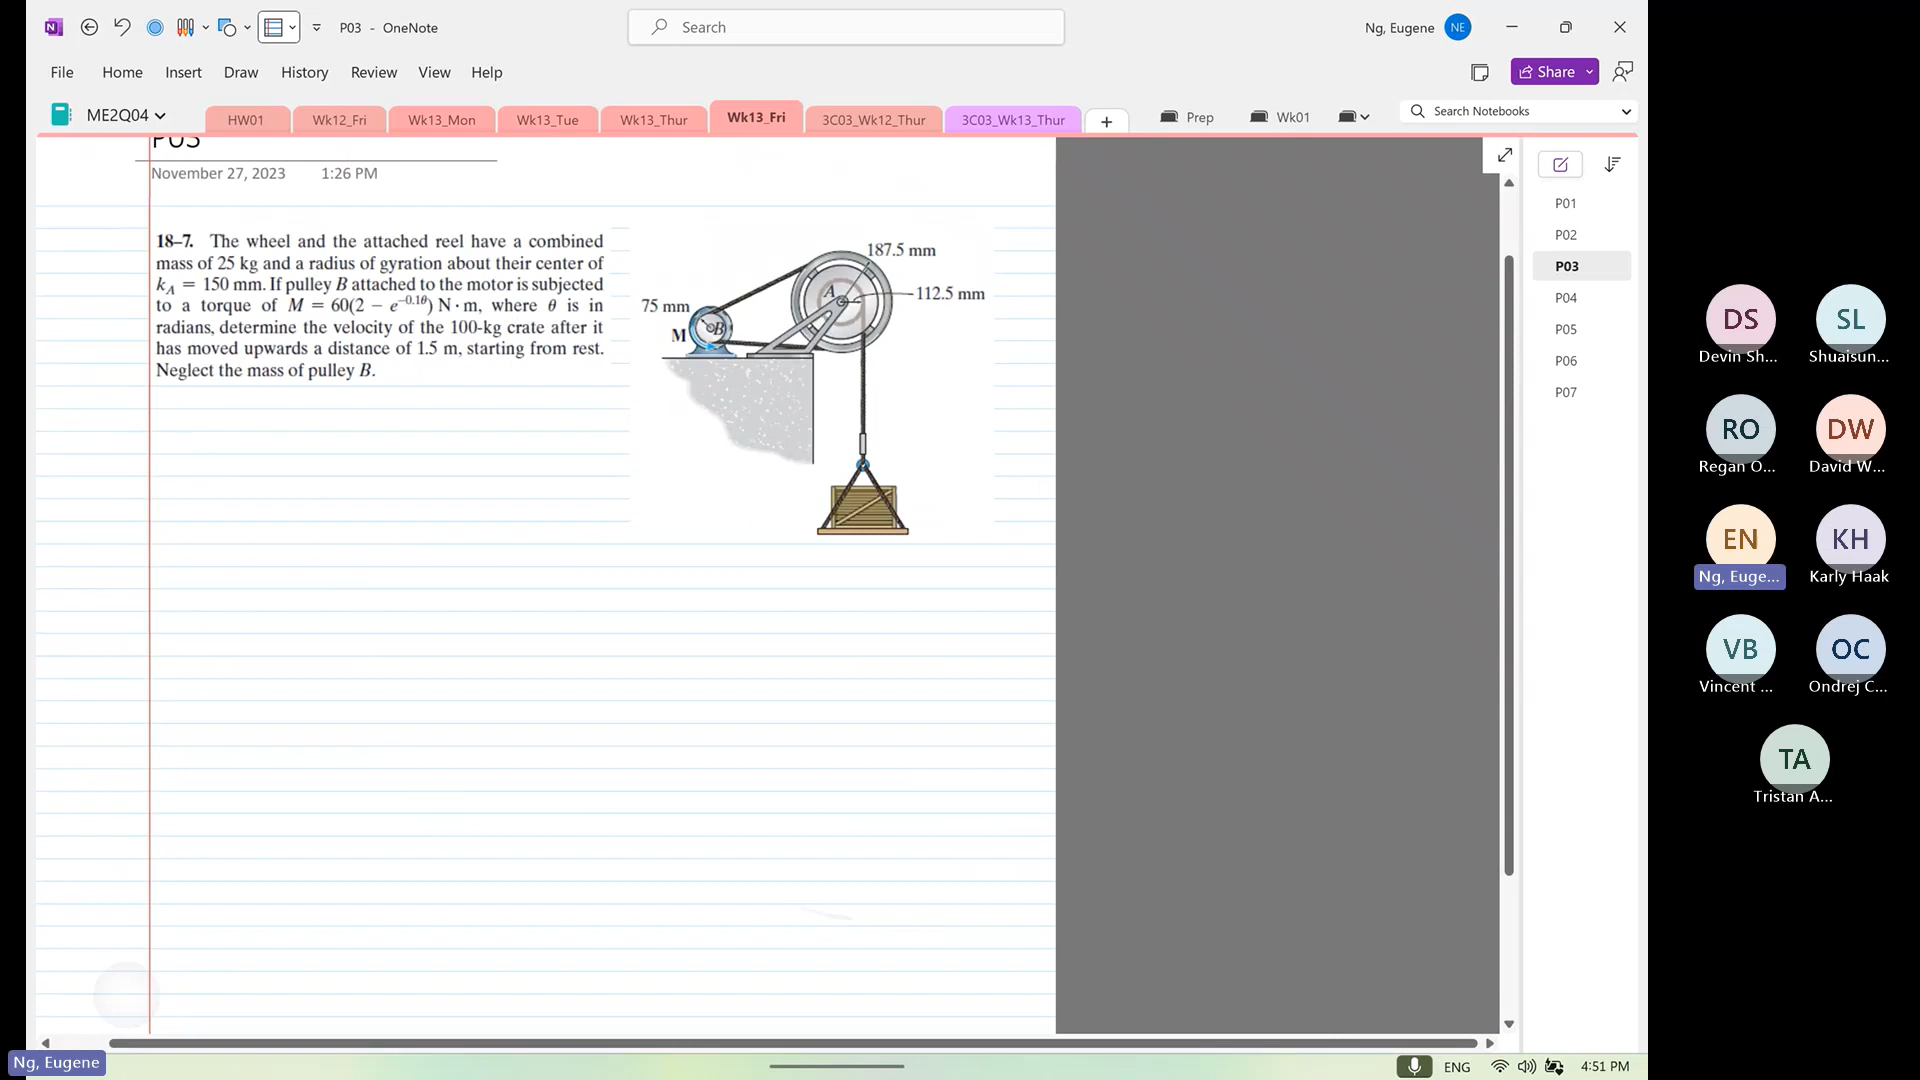 P03 - OneNote
Search
Ng, Eugene
NE
File Home Insert Draw History Review View Help
Share
ME2Q04
HW01
Wk12_Fri
Wk13_Mon
Wk13_Tue
Wk13_Thur
Wk13_Fri
3C03_Wk12_Thur
3C03_Wk13_Thur
+
Prep
Wk01
Search Notebooks
P03
November 27, 2023 1:26 PM
18–7. The wheel and the attached reel have a combined
mass of 25 kg and a radius of gyration about their center of
k_A = 150 mm. If pulley B attached to the motor is subjected
to a torque of M = 60(2 − e^{−0.1θ}) N·m, where θ is in
radians, determine the velocity of the 100-kg crate after it
has moved upwards a distance of 1.5 m, starting from rest.
Neglect the mass of pulley B.
187.5 mm
A
112.5 mm
75 mm
B
M
P01
P02
P03
P04
P05
P06
P07
DS
Devin Sh...
SL
Shuaisun...
RO
Regan O...
DW
David W...
EN
Ng, Euge...
KH
Karly Haak
VB
Vincent ...
OC
Ondrej C...
TA
Tristan A...
Ng, Eugene
ENG
4:51 PM